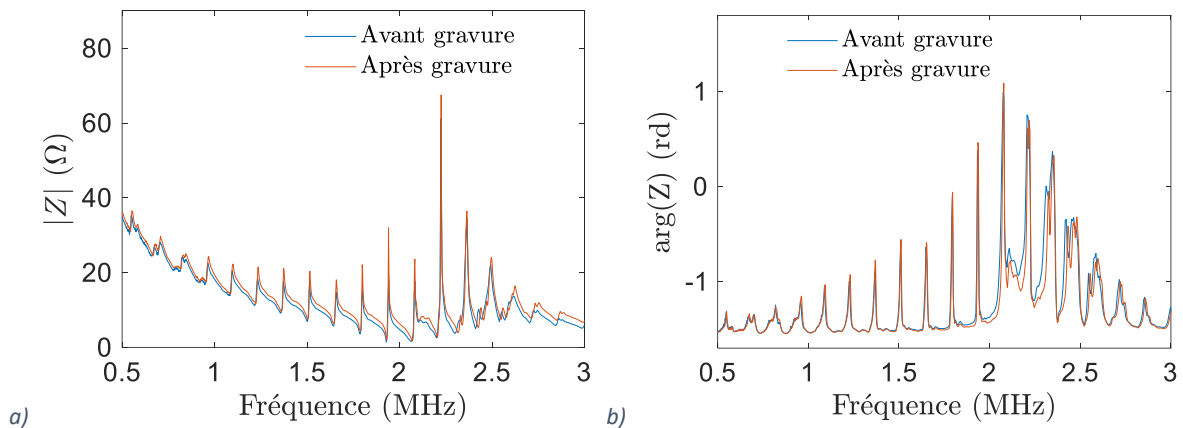 Avant gravure
Après gravure
80
60
40
20
0
|Z| (Ω)
0.5 1 1.5 2 2.5 3
Fréquence (MHz)
a)
Avant gravure
Après gravure
1
0
-1
arg(Z) (rd)
0.5 1 1.5 2 2.5 3
Fréquence (MHz)
b)